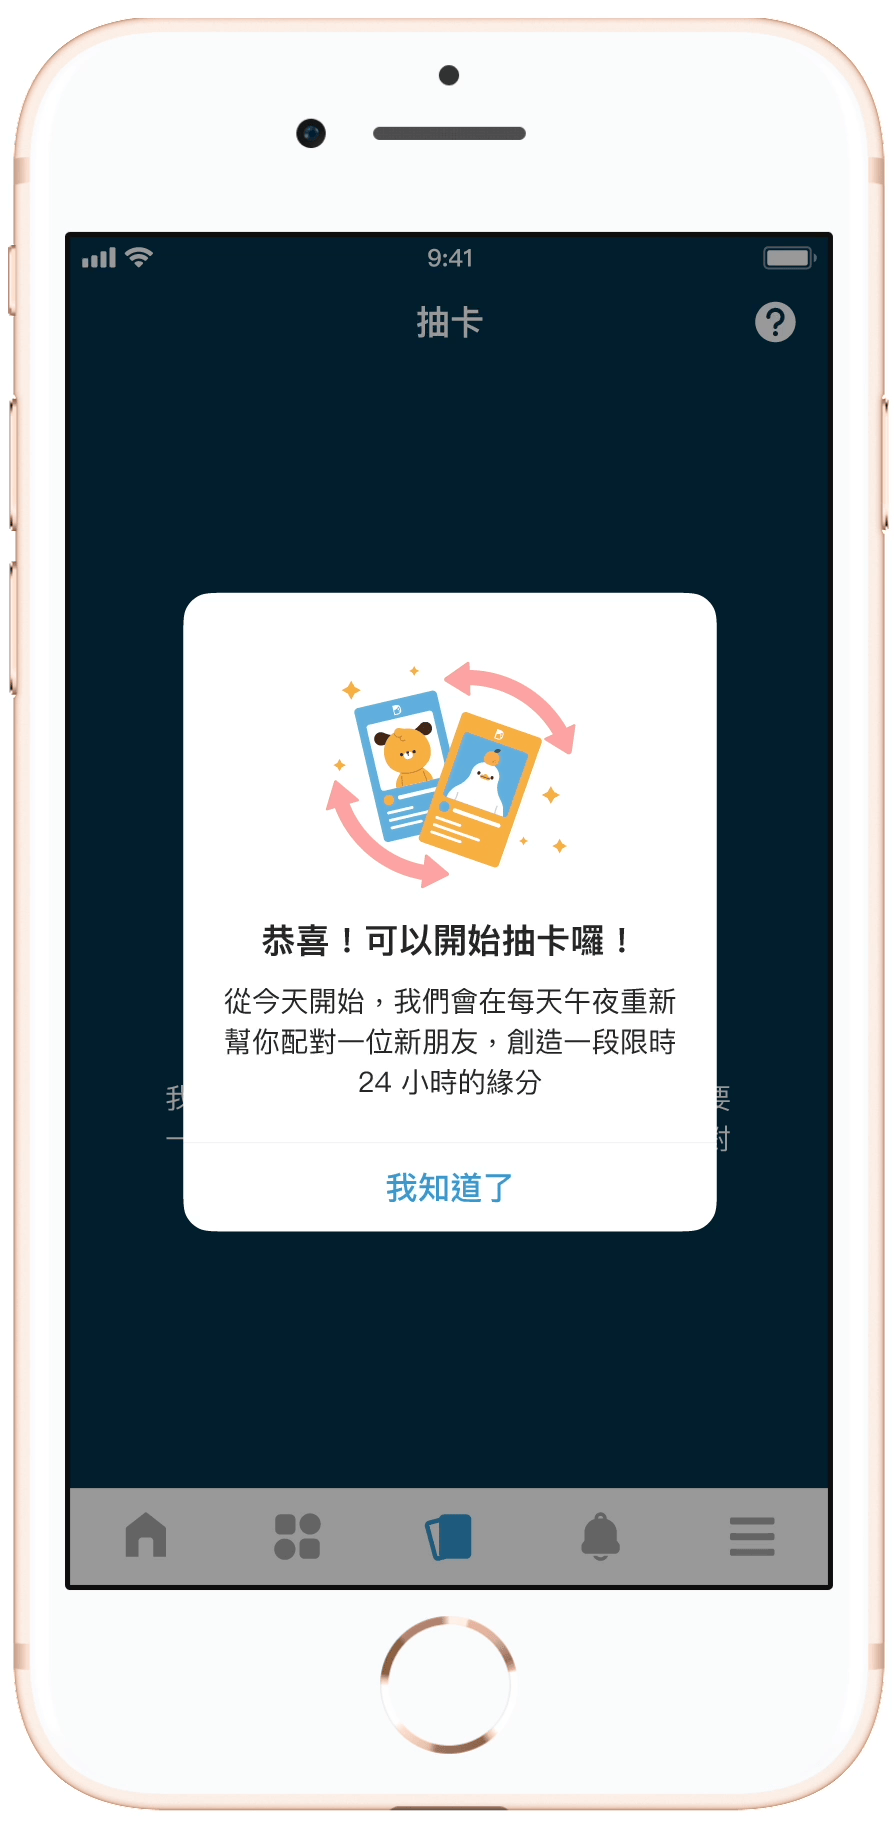 9:41
抽卡
恭喜！可以開始抽卡囉！
從今天開始，我們會在每天午夜重新
幫你配對一位新朋友，創造一段限時
24 小時的緣分
要
一
對
我知道了